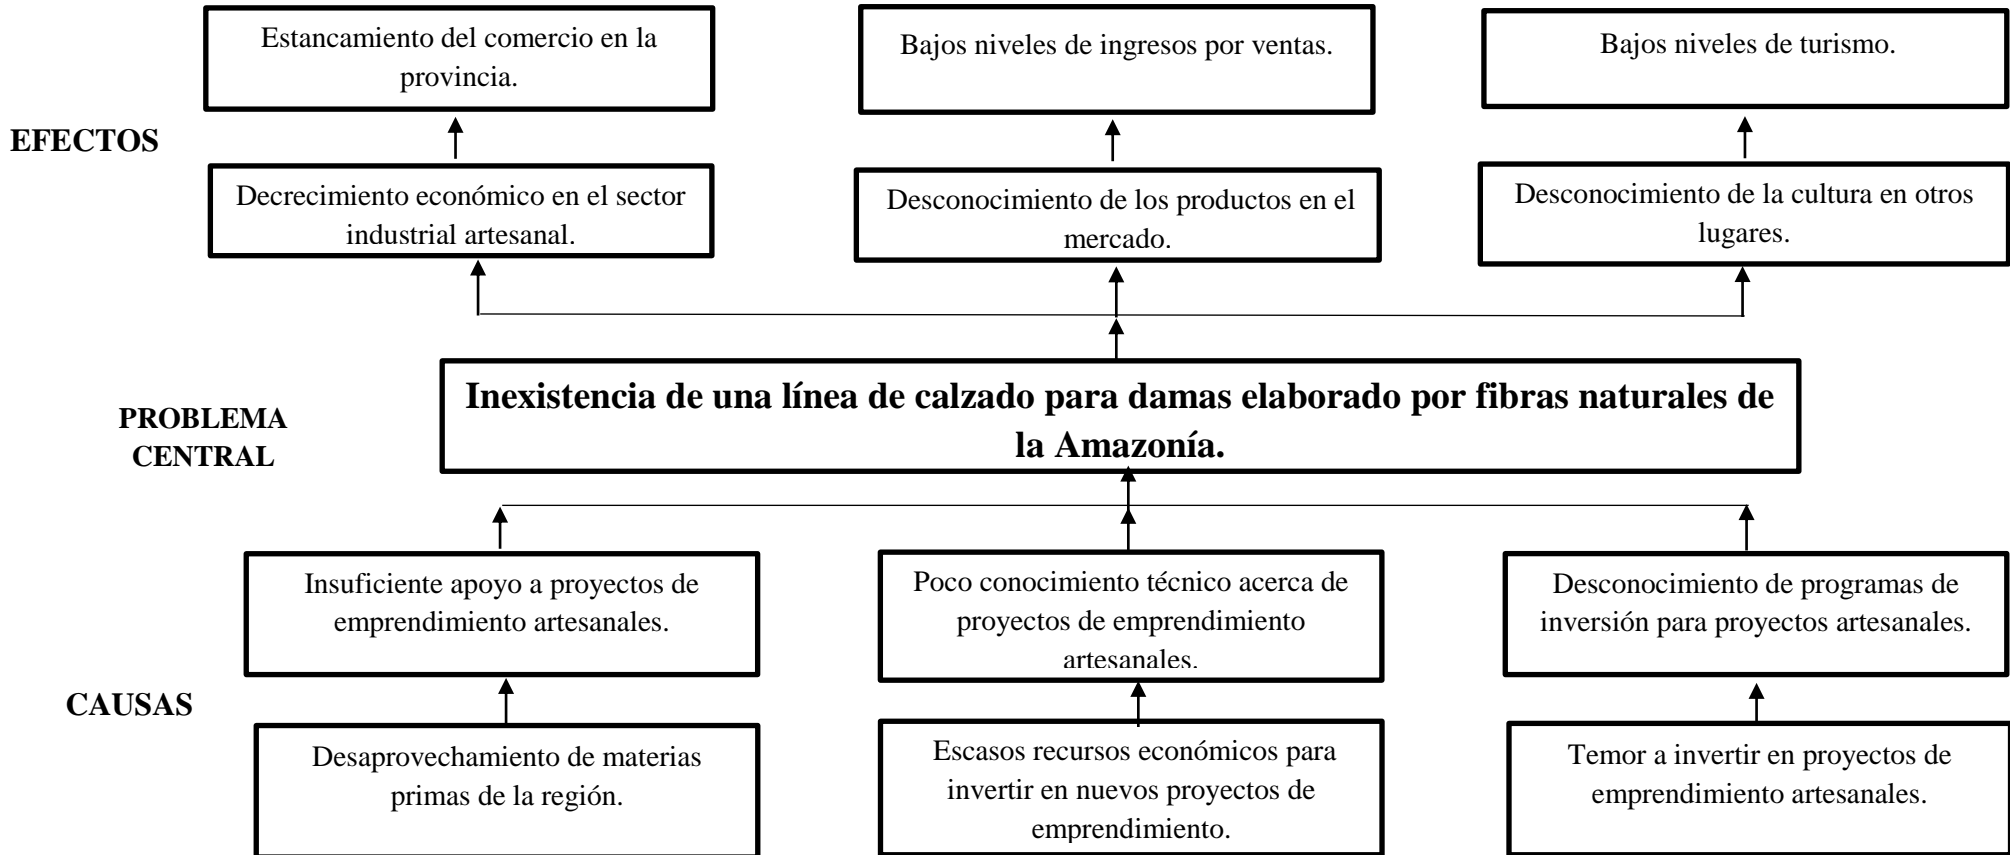 Estancamiento del comercio en la
provincia.
Bajos niveles de ingresos por ventas.
Bajos niveles de turismo.
EFECTOS
Decrecimiento económico en el sector
industrial artesanal.
Desconocimiento de los productos en el
mercado.
Desconocimiento de la cultura en otros
lugares.
PROBLEMA
CENTRAL
Inexistencia de una línea de calzado para damas elaborado por fibras naturales de
la Amazonía.
Insuficiente apoyo a proyectos de
emprendimiento artesanales.
Poco conocimiento técnico acerca de
proyectos de emprendimiento
artesanales.
Desconocimiento de programas de
inversión para proyectos artesanales.
CAUSAS
Desaprovechamiento de materias
primas de la región.
Escasos recursos económicos para
invertir en nuevos proyectos de
emprendimiento.
Temor a invertir en proyectos de
emprendimiento artesanales.